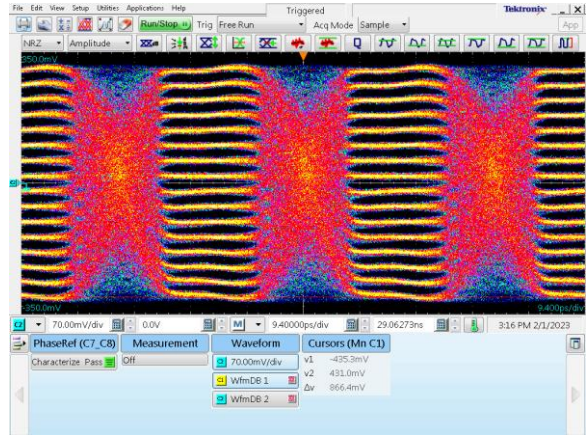 File Edit View Setup Utilities Applications Help Triggered Tektronix
Run/Stop Trig Free Run Acq Mode Sample App
NRZ Amplitude
350.0mV
C1
-350.0mV 9.400ps/div
C2 70.00mV/div 0.0V M 9.40000ps/div 29.06273ns 3:16 PM 2/1/2023
PhaseRef (C7_C8) Measurement Waveform Cursors (Mn C1)
Characterize Pass Off 70.00mV/div v1 -435.3mV
WfmDB 1 v2 431.0mV
WfmDB 2 Δv 866.4mV